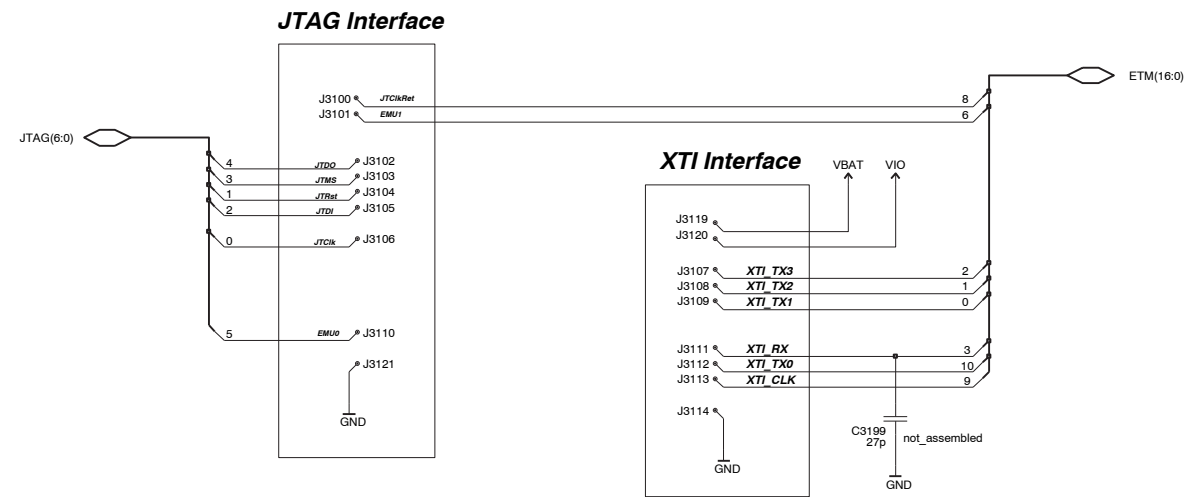 JTAG Interface
ETM(16:0)
J3100 JTClkRet 8
J3101 EMU1 6
JTAG(6:0)
XTI Interface
VBAT VIO
4 JTDO J3102
3 JTMS J3103
1 JTRst J3104
2 JTDI J3105
0 JTClk J3106
J3119
J3120
J3107 XTI_TX3 2
J3108 XTI_TX2 1
J3109 XTI_TX1 0
5 EMU0 J3110
J3111 XTI_RX 3
J3112 XTI_TX0 10
J3113 XTI_CLK 9
J3121
GND
J3114
C3199
27p
not_assembled
GND
GND